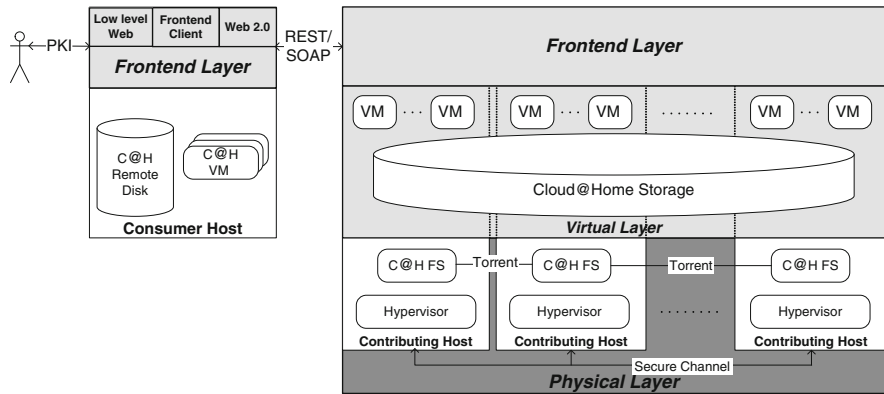 PKI
Low level
Web
Frontend
Client
Web 2.0
Frontend Layer
C@H
Remote
Disk
C@H
VM
Consumer Host
REST/
SOAP
Frontend Layer
VM ... VM VM ... VM ....... VM ... VM
Cloud@Home Storage
Virtual Layer
C@H FS Torrent C@H FS Torrent C@H FS
Hypervisor Hypervisor ........ Hypervisor
Contributing Host Contributing Host Contributing Host
Secure Channel
Physical Layer